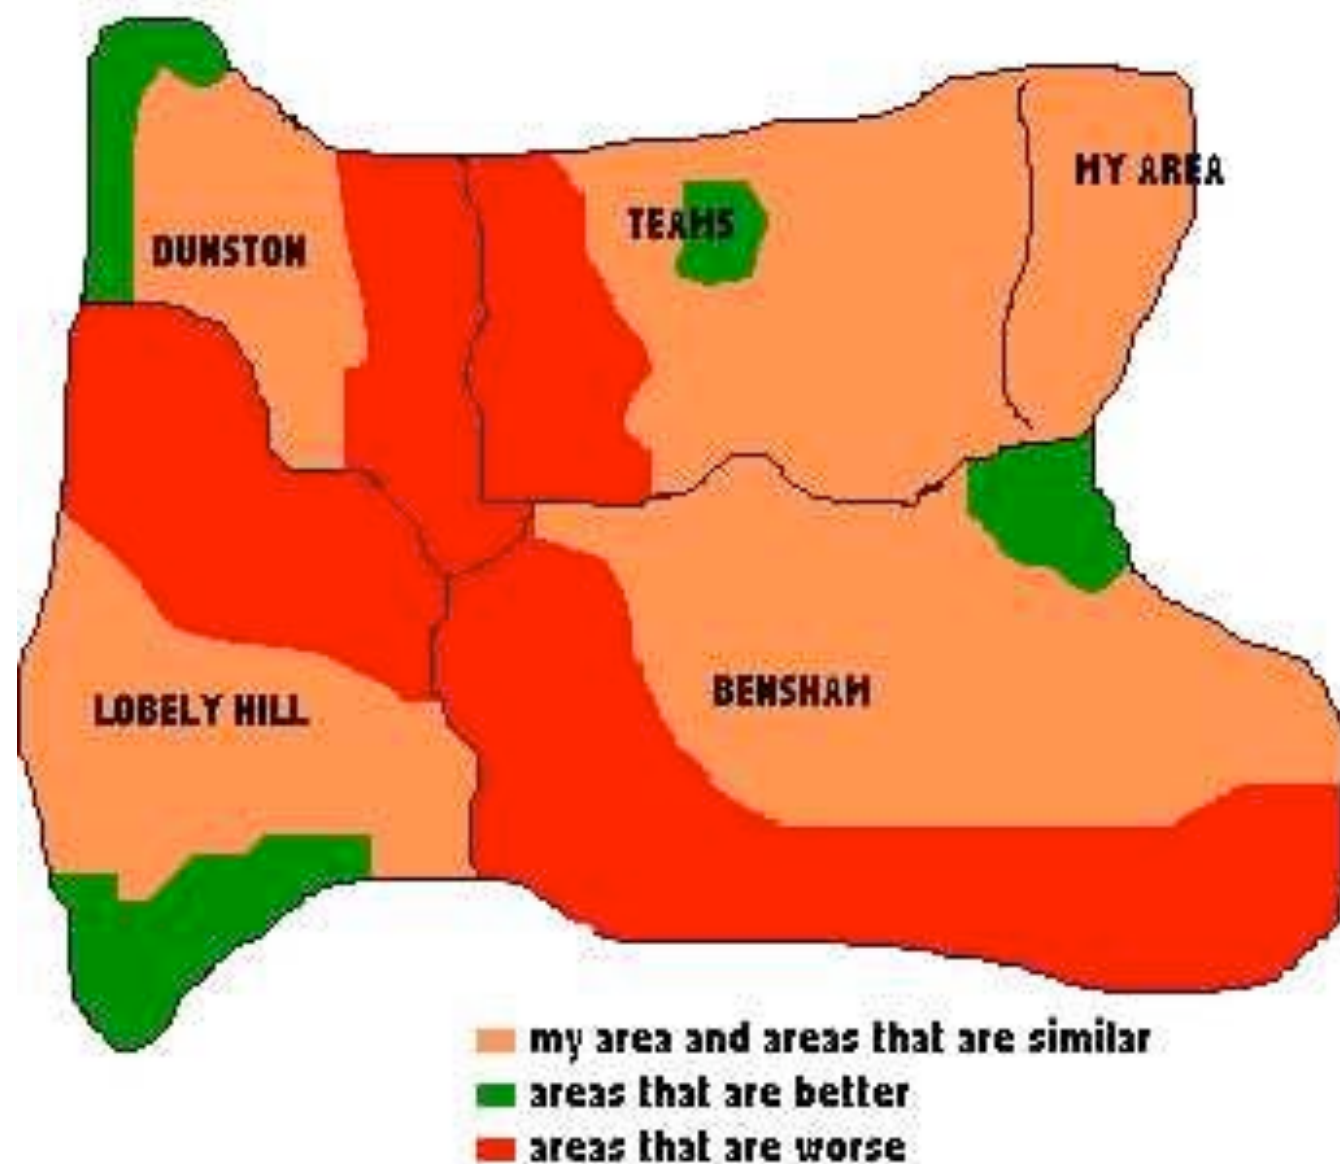 MY AREA
TEAMS
DUNSTON
BENSHAM
LOBELY HILL
my area and areas that are similar
areas that are better
areas that are worse